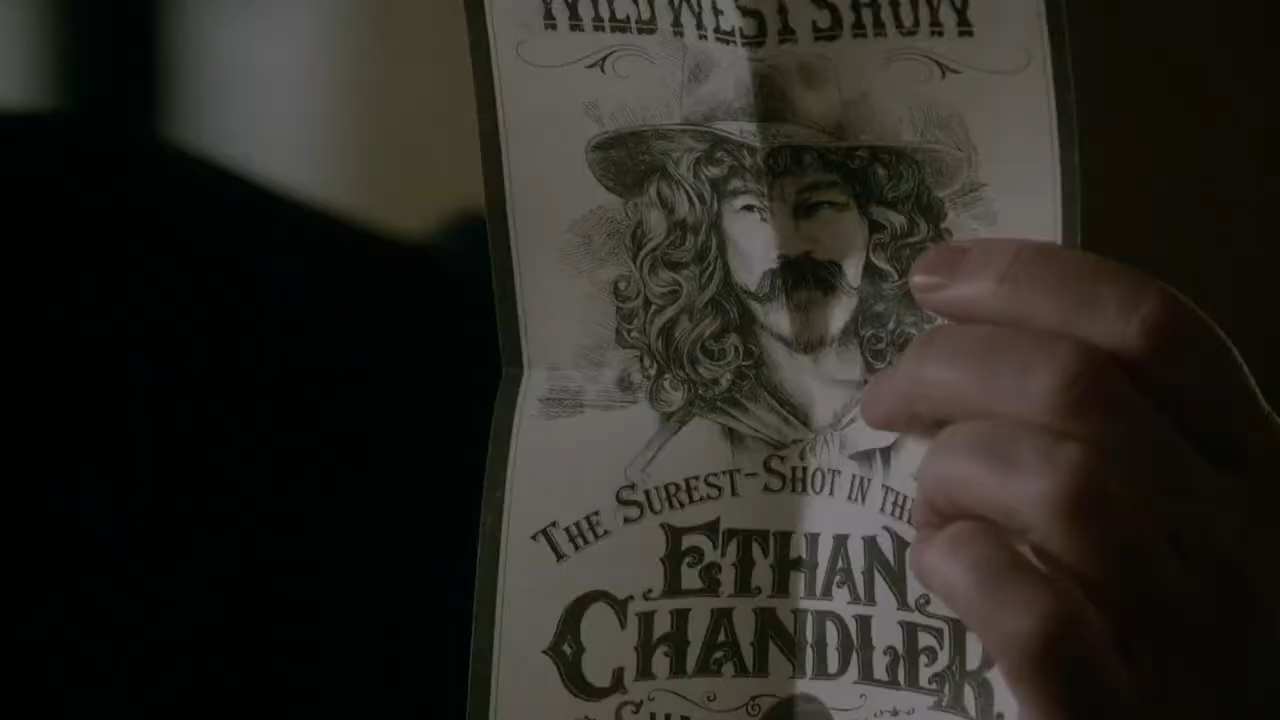 WILD WEST SHOW
THE SUREST-SHOT IN THE
ETHAN
CHANDLER